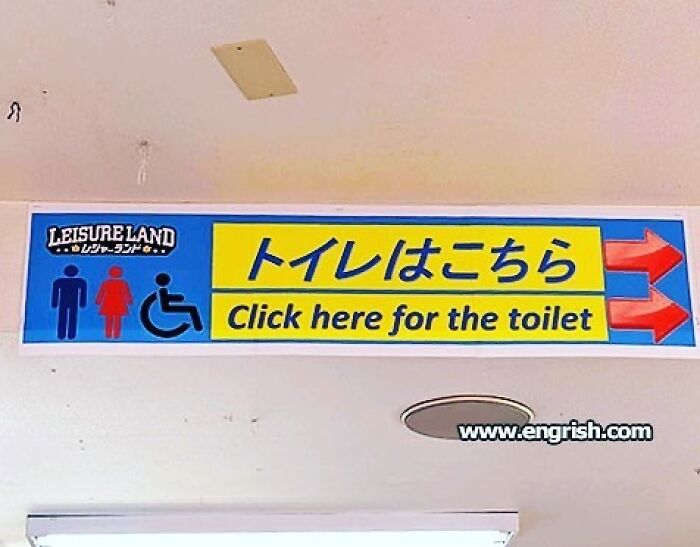 LEISURE LAND
レジャーランド
トイレはこちら
Click here for the toilet
www.engrish.com